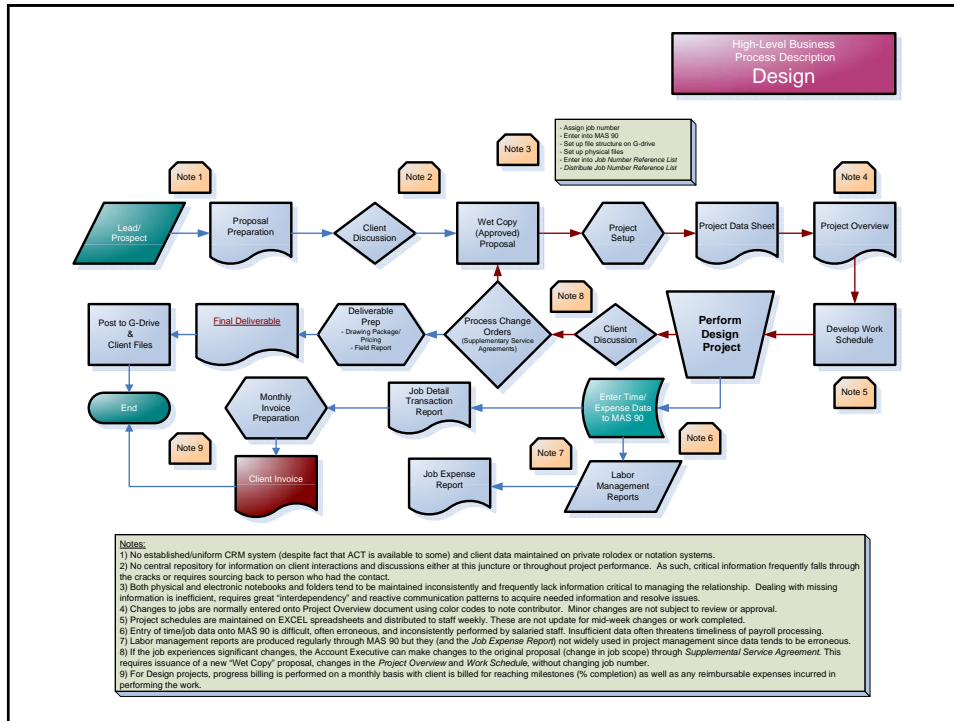 High-Level Business
Process Description
Design
- Assign job number
- Enter into MAS 90
- Set up file structure on G-drive
- Set up physical files
- Enter into Job Number Reference List
- Distribute Job Number Reference List
Note 1
Note 2
Note 3
Note 4
Lead/
Prospect
Proposal
Preparation
Client
Discussion
Wet Copy
(Approved)
Proposal
Project
Setup
Project Data Sheet
Project Overview
Note 8
Post to G-Drive
&
Client Files
Final Deliverable
Deliverable
Prep
- Drawing Package/
Pricing
- Field Report
Process Change
Orders
(Supplementary Service
Agreements)
Client
Discussion
Perform
Design
Project
Develop Work
Schedule
Note 5
End
Monthly
Invoice
Preparation
Job Detail
Transaction
Report
Enter Time/
Expense Data
to MAS 90
Note 6
Note 9
Note 7
Client Invoice
Job Expense
Report
Labor
Management
Reports
Notes:
1) No established/uniform CRM system (despite fact that ACT is available to some) and client data maintained on private rolodex or notation systems.
2) No central repository for information on client interactions and discussions either at this juncture or throughout project performance. As such, critical information frequently falls through
the cracks or requires sourcing back to person who had the contact.
3) Both physical and electronic notebooks and folders tend to be maintained inconsistently and frequently lack information critical to managing the relationship. Dealing with missing
information is inefficient, requires great "interdependency" and reactive communication patterns to acquire needed information and resolve issues.
4) Changes to jobs are normally entered onto Project Overview document using color codes to note contributor. Minor changes are not subject to review or approval.
5) Project schedules are maintained on EXCEL spreadsheets and distributed to staff weekly. These are not update for mid-week changes or work completed.
6) Entry of time/job data onto MAS 90 is difficult, often erroneous, and inconsistently performed by salaried staff. Insufficient data often threatens timeliness of payroll processing.
7) Labor management reports are produced regularly through MAS 90 but they (and the Job Expense Report) not widely used in project management since data tends to be erroneous.
8) If the job experiences significant changes, the Account Executive can make changes to the original proposal (change in job scope) through Supplemental Service Agreement. This
requires issuance of a new "Wet Copy" proposal, changes in the Project Overview and Work Schedule, without changing job number.
9) For Design projects, progress billing is performed on a monthly basis with client is billed for reaching milestones (% completion) as well as any reimbursable expenses incurred in
performing the work.